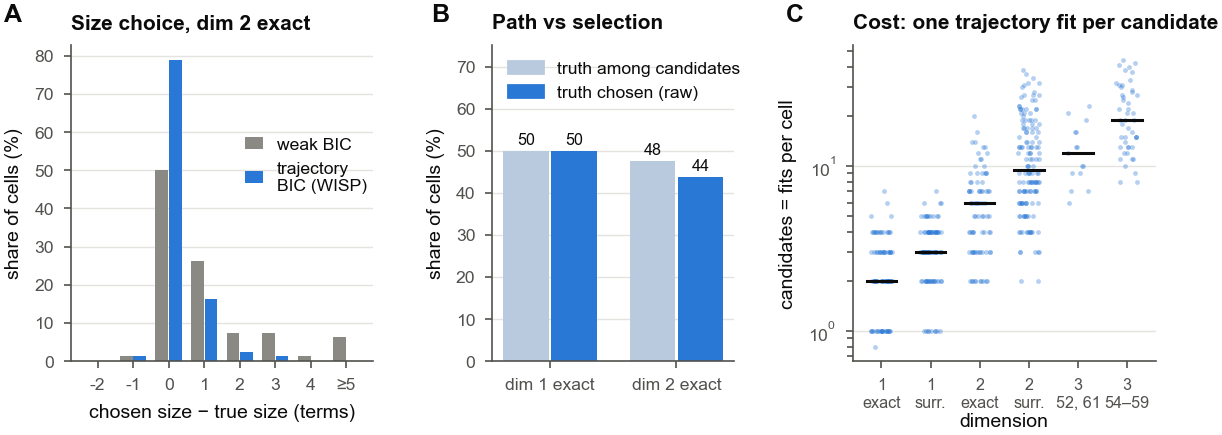 A
Size choice, dim 2 exact
share of cells (%)
80
70
60
50
40
30
20
10
0
weak BIC
trajectory
BIC (WISP)
-2 -1 0 1 2 3 4 ≥5
chosen size − true size (terms)
B
Path vs selection
share of cells (%)
70
60
50
40
30
20
10
0
truth among candidates
truth chosen (raw)
50 50 48 44
dim 1 exact dim 2 exact
C
Cost: one trajectory fit per candidate
candidates = fits per cell
10¹
10⁰
1 1 2 2 3 3
exact surr. exact surr. 52, 61 54–59
dimension